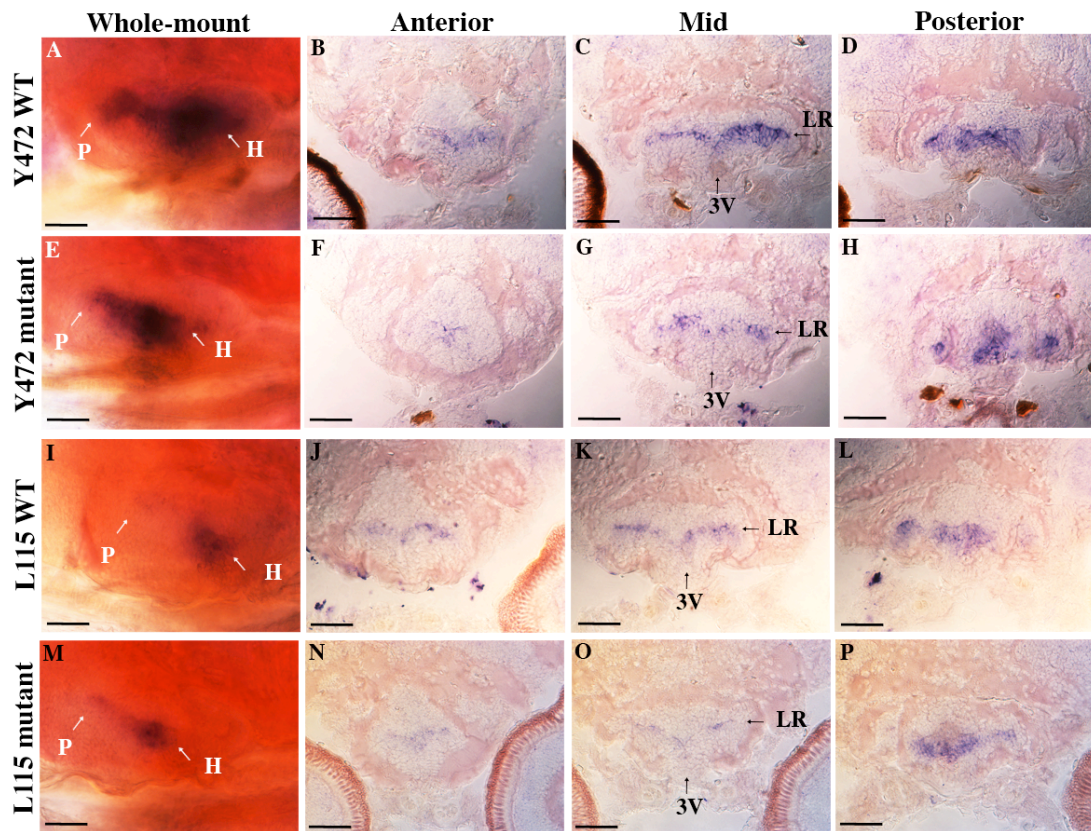 Whole-mount Anterior Mid Posterior
Y472 WT
A P H
B
C LR 3V
D
Y472 mutant
E P H
F
G LR 3V
H
L115 WT
I P H
J
K LR 3V
L
L115 mutant
M P H
N
O LR 3V
P